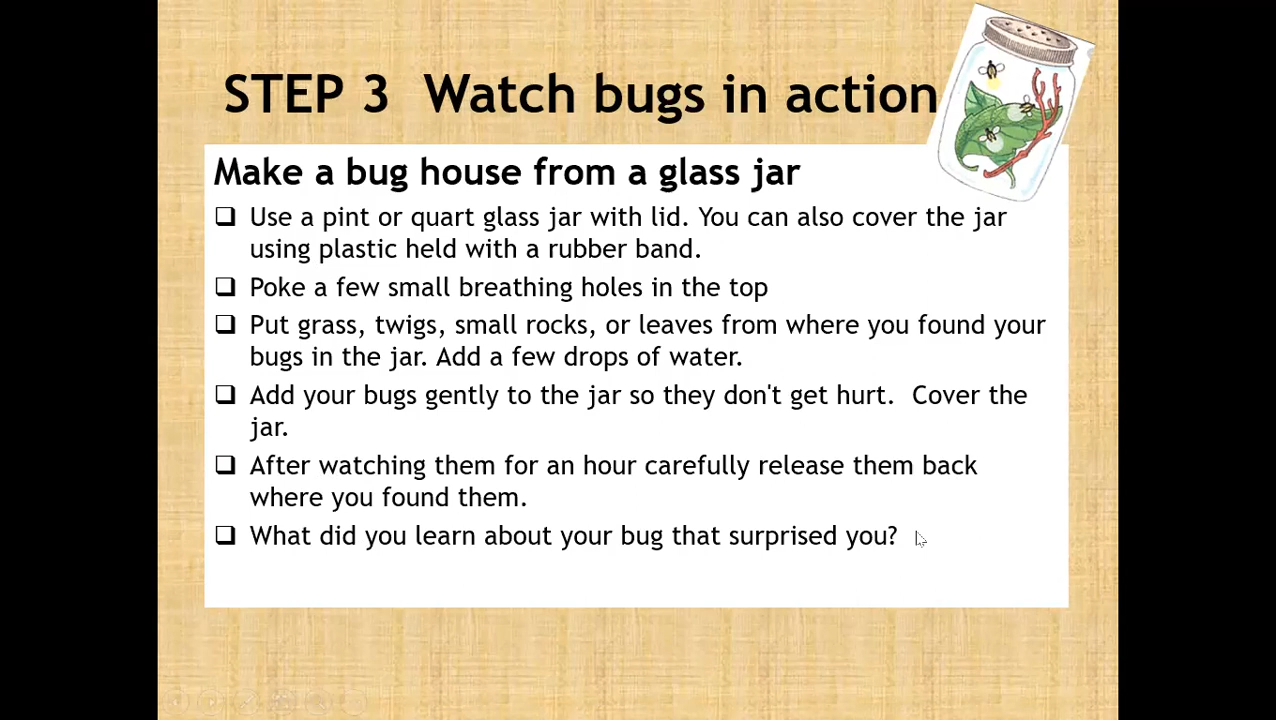 STEP 3  Watch bugs in action
Make a bug house from a glass jar
❑ Use a pint or quart glass jar with lid. You can also cover the jar
using plastic held with a rubber band.
❑ Poke a few small breathing holes in the top
❑ Put grass, twigs, small rocks, or leaves from where you found your
bugs in the jar. Add a few drops of water.
❑ Add your bugs gently to the jar so they don't get hurt.  Cover the
jar.
❑ After watching them for an hour carefully release them back
where you found them.
❑ What did you learn about your bug that surprised you?